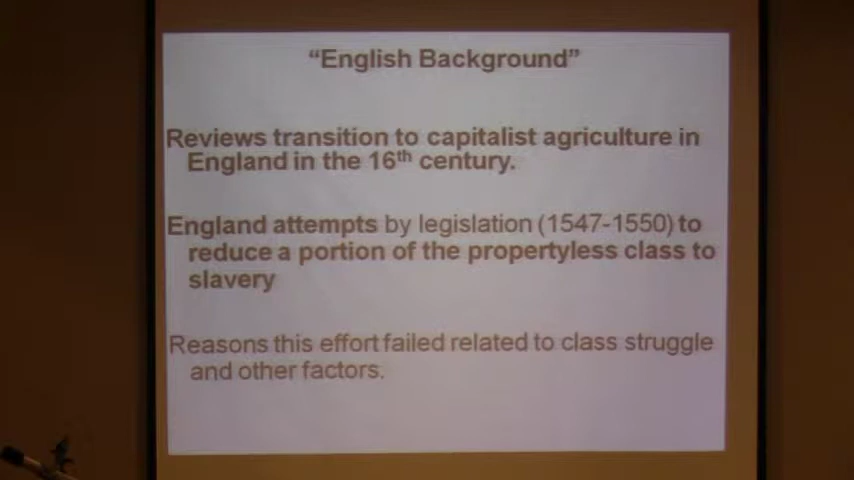 “English Background”
Reviews transition to capitalist agriculture in
England in the 16th century.
England attempts by legislation (1547-1550) to
reduce a portion of the propertyless class to
slavery
Reasons this effort failed related to class struggle
and other factors.